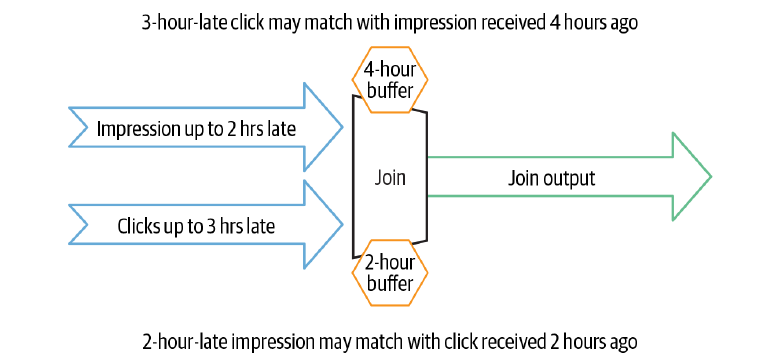 3-hour-late click may match with impression received 4 hours ago
4-hour
buffer
Impression up to 2 hrs late
Join
Join output
Clicks up to 3 hrs late
2-hour
buffer
2-hour-late impression may match with click received 2 hours ago